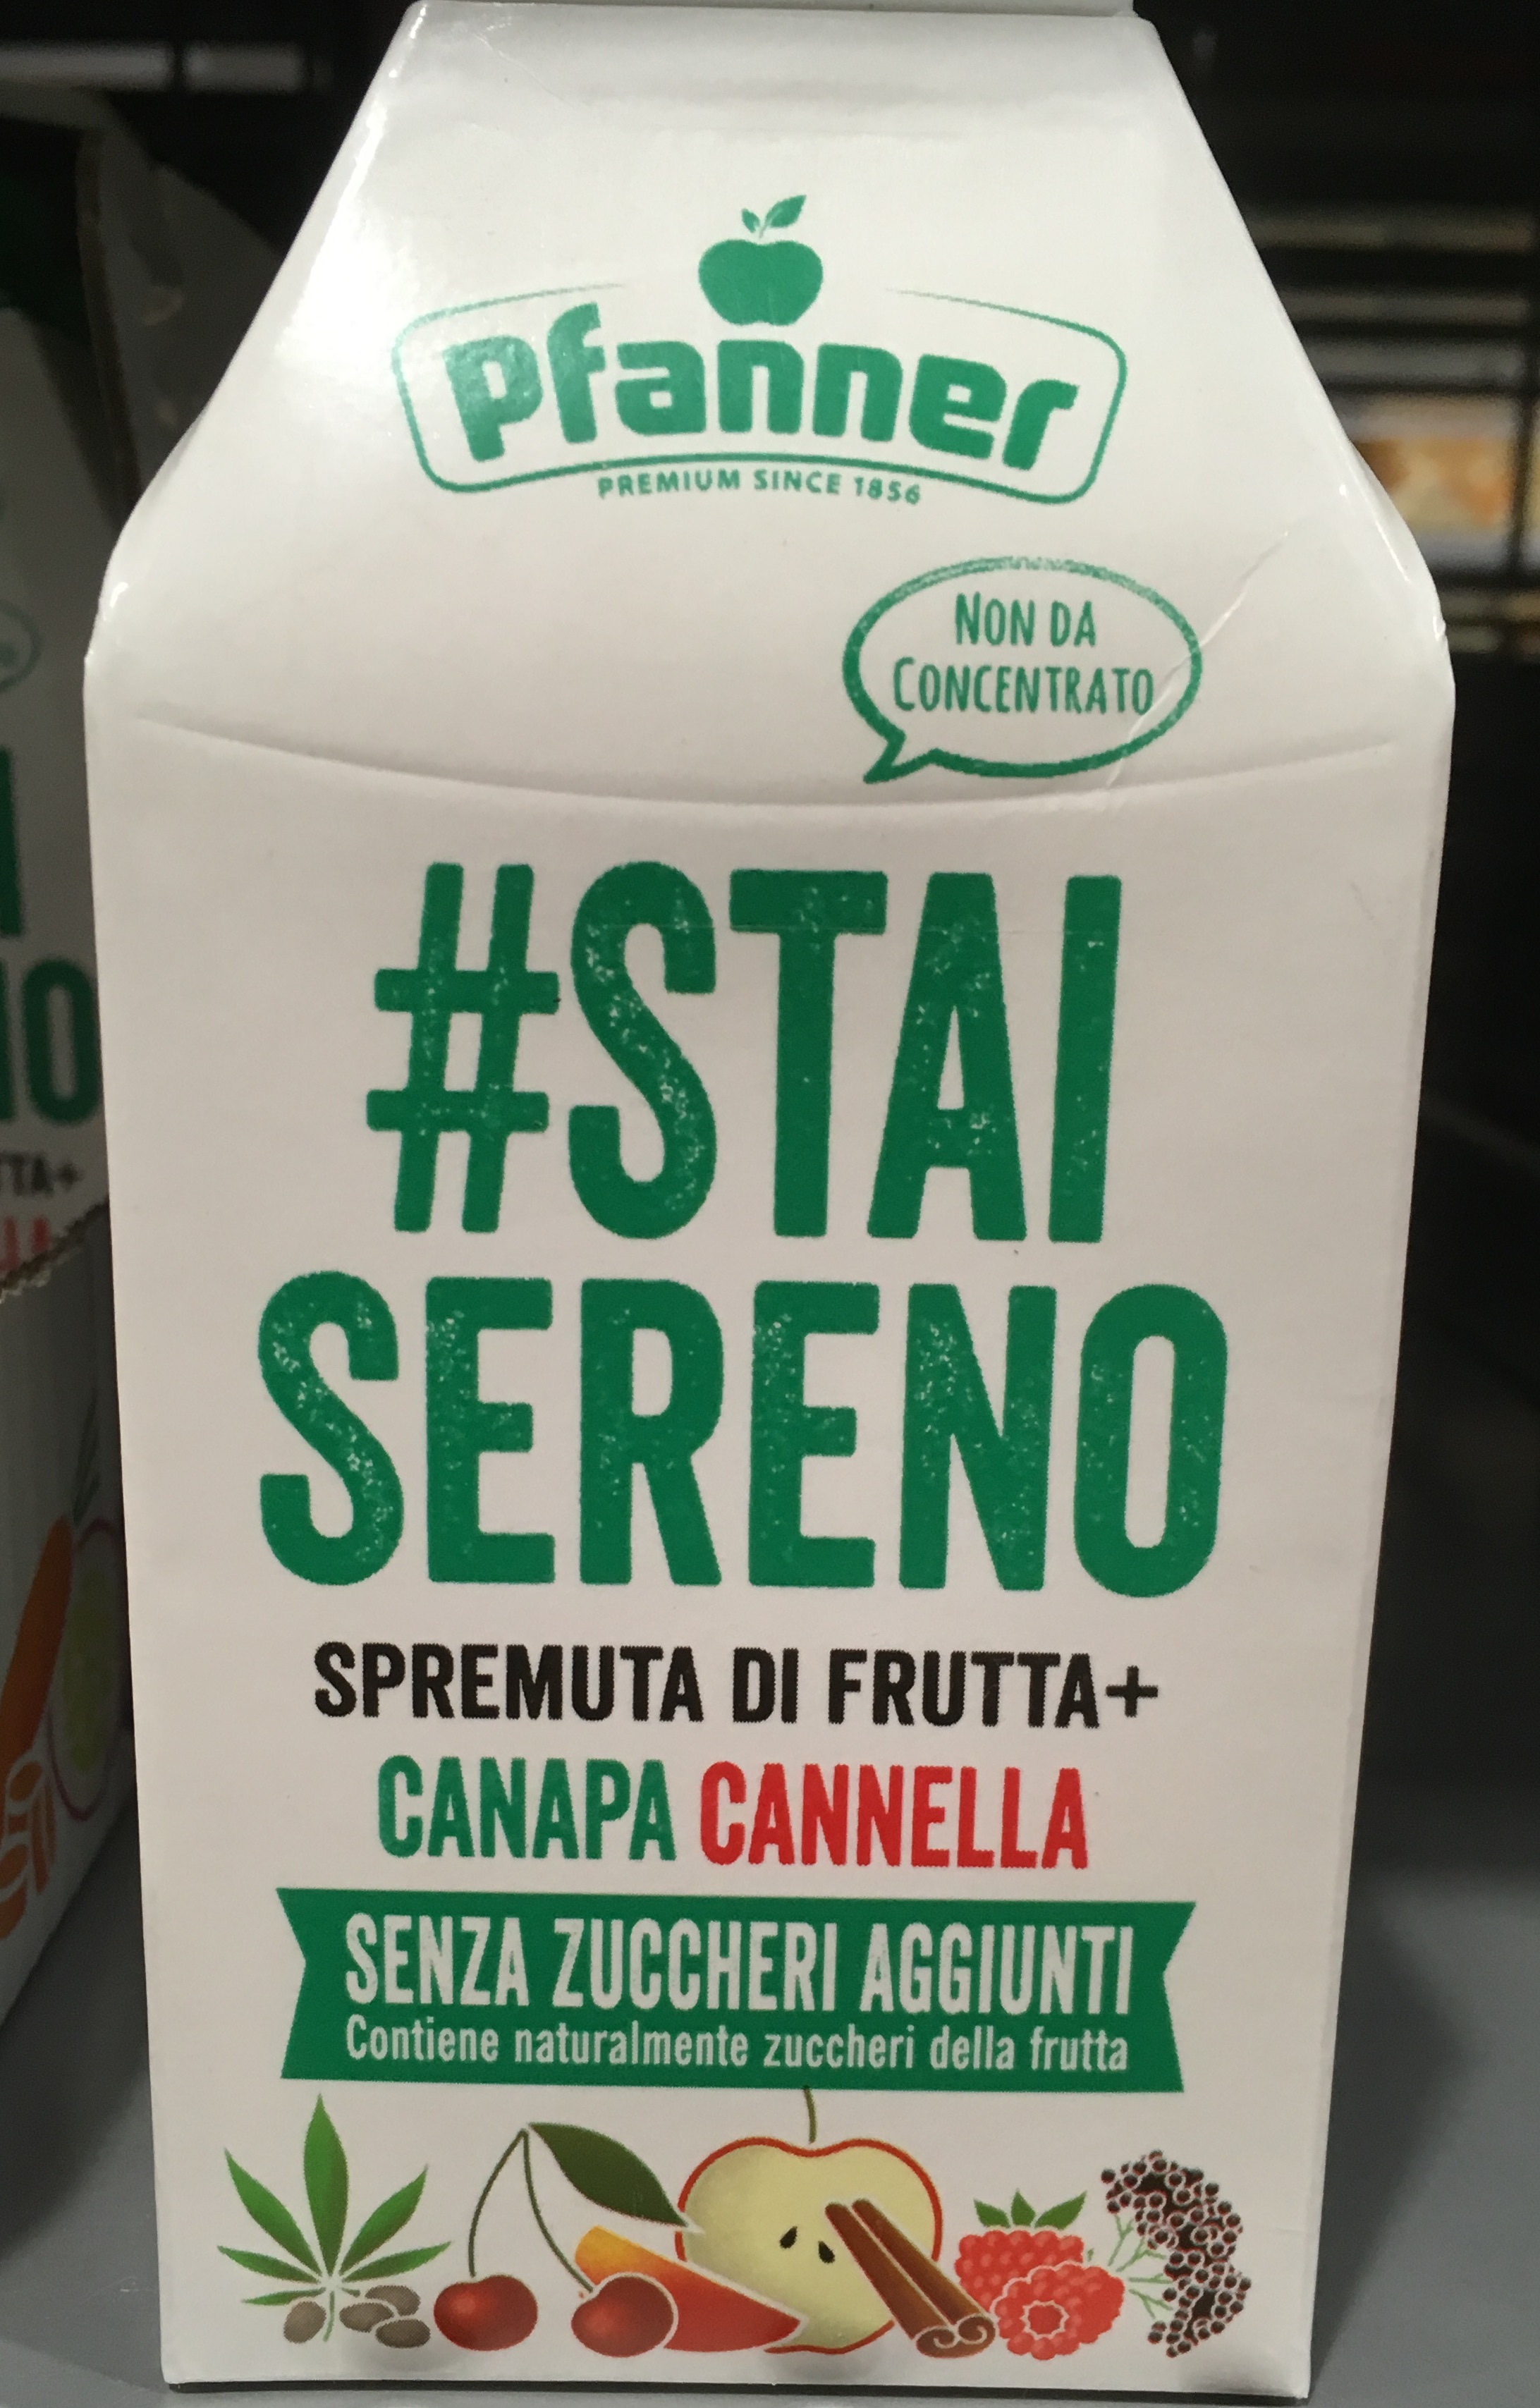 Pfanner
PREMIUM SINCE 1856
NON DA
CONCENTRATO
#STAI
SERENO
SPREMUTA DI FRUTTA+
CANAPA CANNELLA
SENZA ZUCCHERI AGGIUNTI
Contiene naturalmente zuccheri della frutta